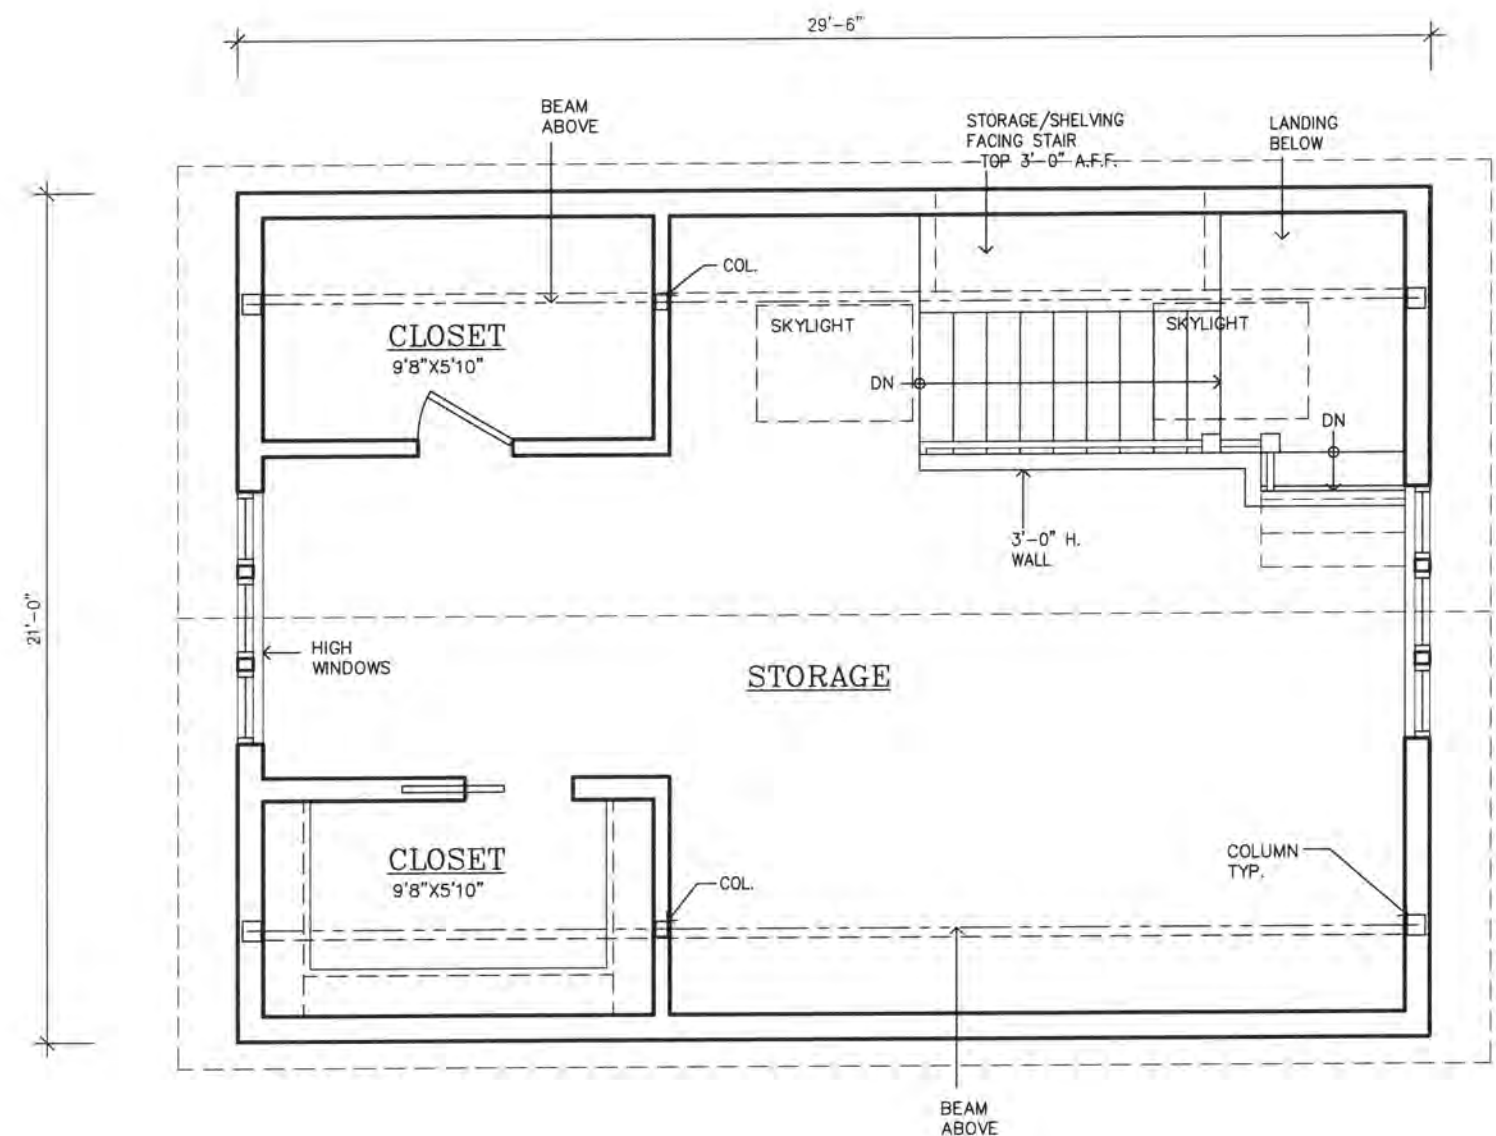 29'-6"
BEAM
ABOVE
STORAGE/SHELVING
FACING STAIR
TOP 3'-0" A.F.F.
LANDING
BELOW
COL.
CLOSET
9'8"X5'10"
SKYLIGHT
SKYLIGHT
DN
DN
3'-0" H.
WALL
21'-0"
HIGH
WINDOWS
STORAGE
CLOSET
9'8"X5'10"
COL.
COLUMN
TYP.
BEAM
ABOVE